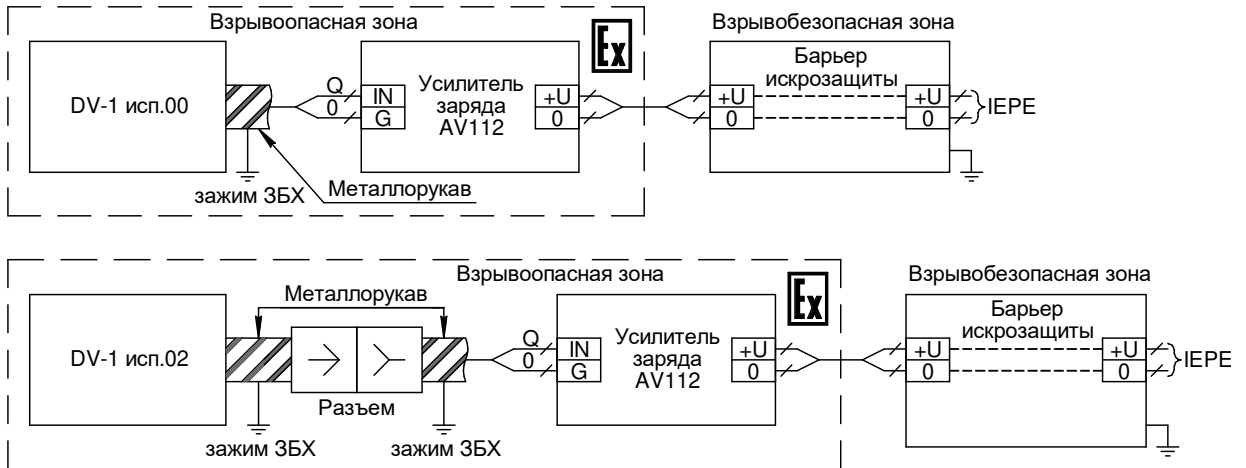 Взрывоопасная зона
Взрывобезопасная зона
DV-1 исп.00
Q
0
IN
G
Усилитель
заряда
AV112
+U
0
Ex
Барьер
искрозащиты
+U
0
+U
0
IEPE
зажим ЗБХ
Металлорукав
Взрывоопасная зона
Взрывобезопасная зона
Металлорукав
DV-1 исп.02
Разъем
Q
0
IN
G
Усилитель
заряда
AV112
+U
0
Ex
Барьер
искрозащиты
+U
0
+U
0
IEPE
зажим ЗБХ
зажим ЗБХ